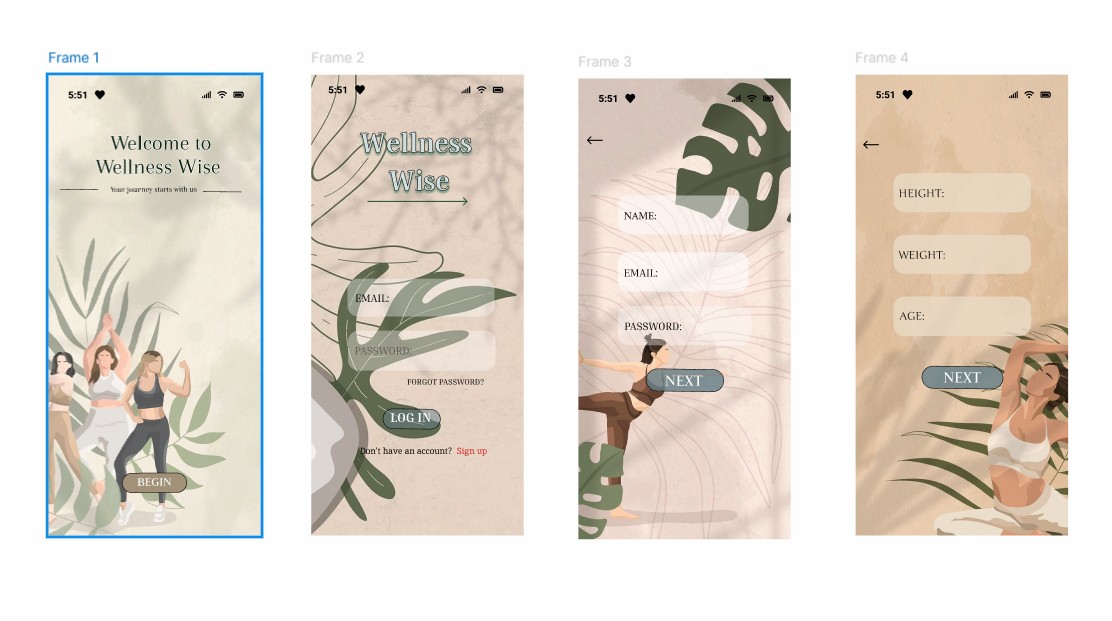 Frame 1
5:51
Welcome to
Wellness Wise
Your journey starts with us
BEGIN
Frame 2
5:51
Wellness
Wise
EMAIL:
PASSWORD:
FORGOT PASSWORD?
LOG IN
Don't have an account? Sign up
Frame 3
5:51
NAME:
EMAIL:
PASSWORD:
NEXT
Frame 4
5:51
HEIGHT:
WEIGHT:
AGE:
NEXT